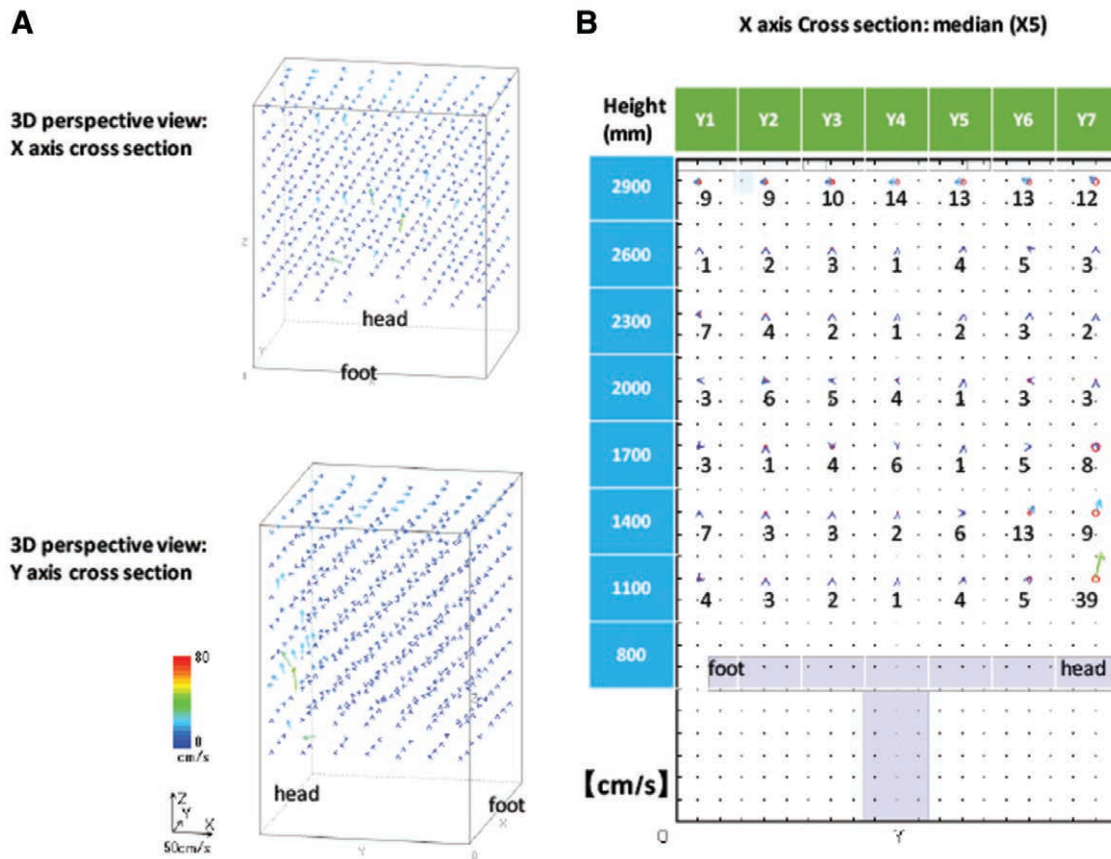 A
3D perspective view:
X axis cross section
Z
Y
X
head
foot
3D perspective view:
Y axis cross section
80
0
cm/s
Z
Y
X
50cm/s
Z
head
foot
X
Y
0
B
X axis Cross section: median (X5)
Height (mm) Y1 Y2 Y3 Y4 Y5 Y6 Y7
2900 9 9 10 14 13 13 12
2600 1 2 3 1 4 5 3
2300 7 4 2 1 2 3 2
2000 3 6 5 4 1 3 3
1700 3 1 4 6 1 5 8
1400 7 3 3 2 6 13 9
1100 4 3 2 1 4 5 39
800
foot head
【cm/s】
O Y